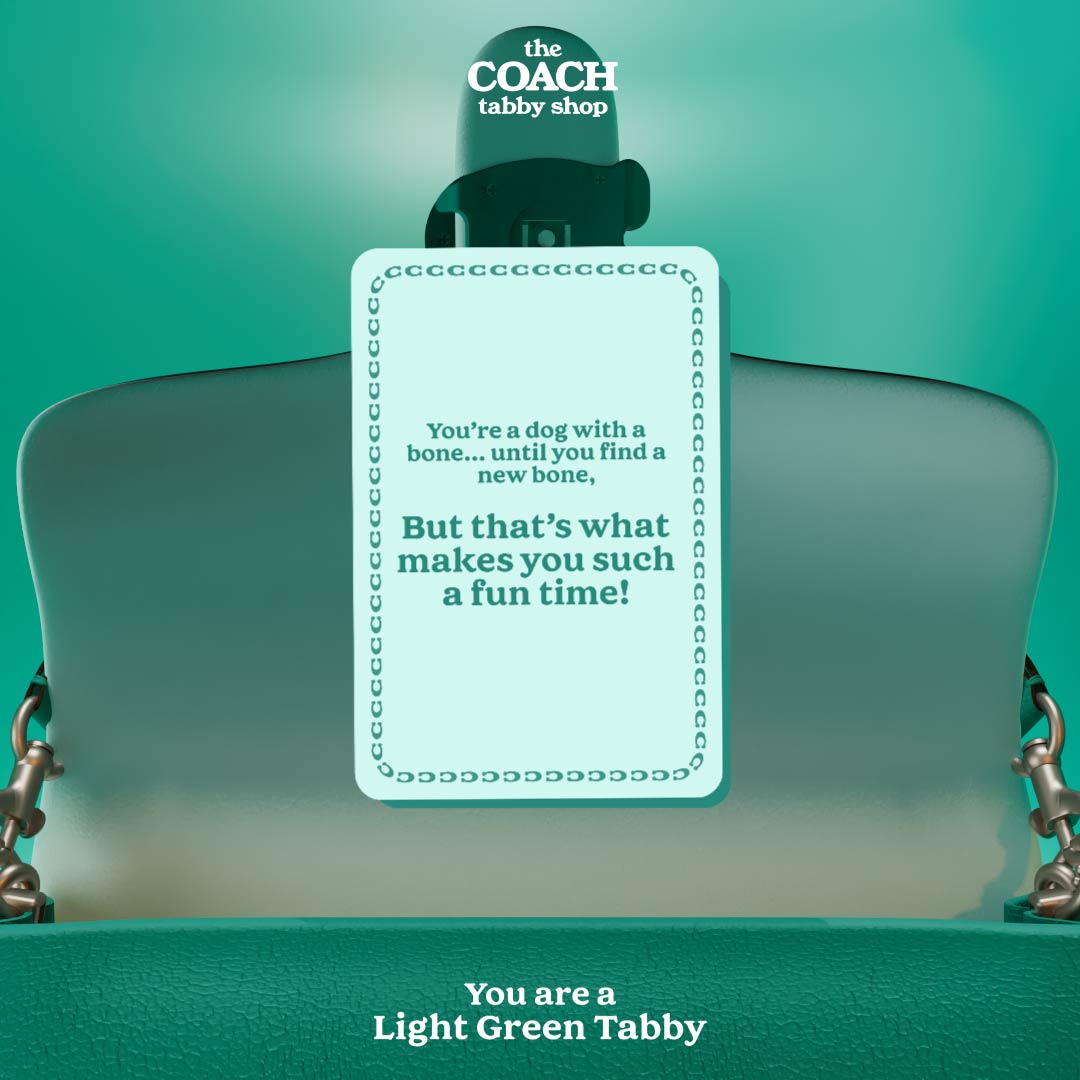 the
COACH
tabby shop
You're a dog with a
bone... until you find a
new bone,
But that's what
makes you such
a fun time!
You are a
Light Green Tabby